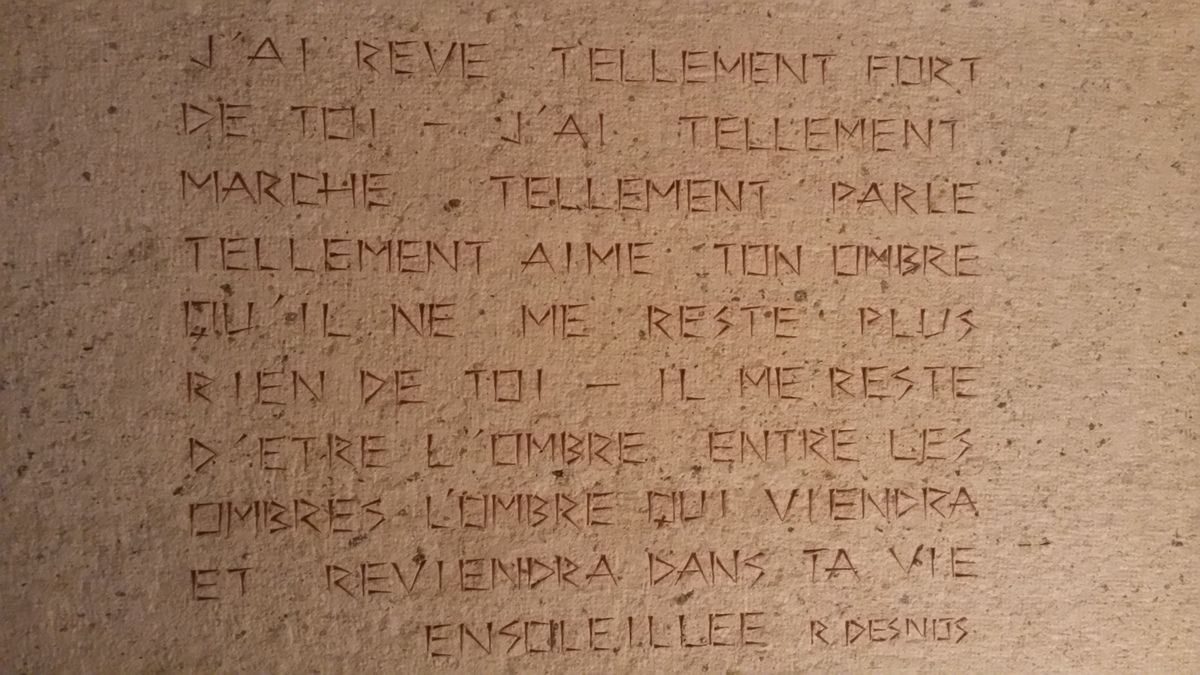 J'AI REVE TELLEMENT FORT
DE TOI – J'AI TELLEMENT
MARCHE TELLEMENT PARLE
TELLEMENT AIME TON OMBRE
QU'IL NE ME RESTE PLUS
RIEN DE TOI – IL ME RESTE
D'ETRE L'OMBRE ENTRE LES
OMBRES L'OMBRE QUI VIENDRA
ET REVIENDRA DANS TA VIE
ENSOLEILLEE R DESNOS